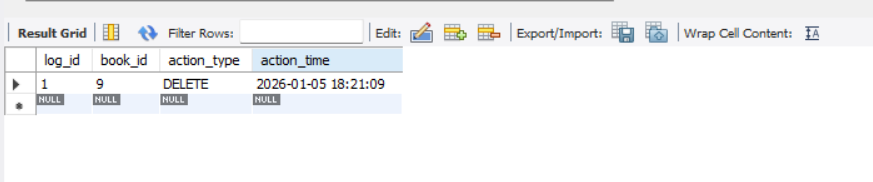 Result Grid Filter Rows: Edit: Export/Import: Wrap Cell Content: IA
log_id book_id action_type action_time
1 9 DELETE 2026-01-05 18:21:09
NULL NULL NULL NULL